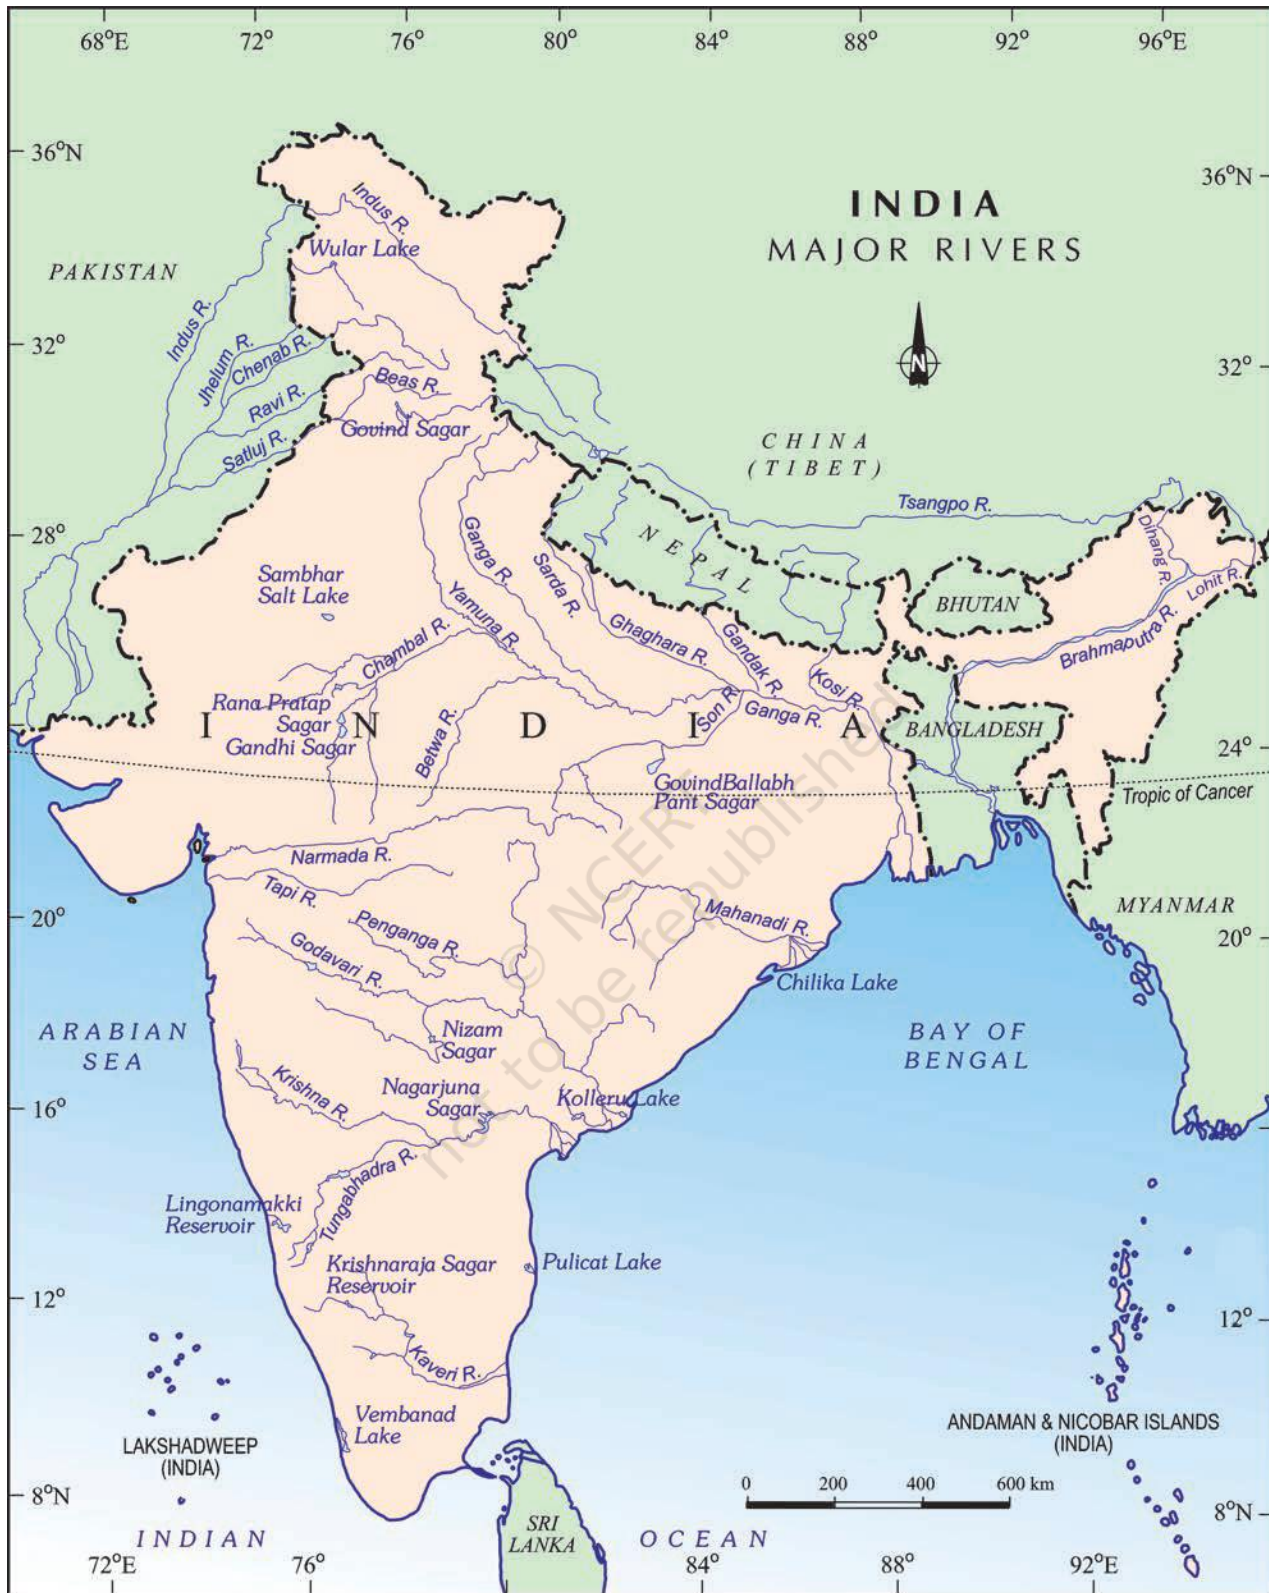 68°E 72° 76° 80° 84° 88° 92° 96°E
36°N
36°N
INDIA
MAJOR RIVERS
Indus R.
Wular Lake
PAKISTAN
N
Indus R.
Jhelum R.
Chenab R.
32°
32°
Beas R.
Ravi R.
Govind Sagar
Satluj R.
CHINA
(TIBET)
Tsangpo R.
28°
28°
NEPAL
Dihang R.
Lohit R.
Ganga R.
Sarda R.
Sambhar
Salt Lake
Yamuna R.
BHUTAN
Chambal R.
Ghaghara R.
Gandak R.
Brahmaputra R.
Kosi R.
Rana Pratap
Sagar
Gandhi Sagar
Betwa R.
Son R.
Ganga R.
INDIA
BANGLADESH
24°
24°
GovindBallabh
Pant Sagar
Tropic of Cancer
Narmada R.
Tapi R.
MYANMAR
20°
20°
Penganga R.
Mahanadi R.
Godavari R.
Chilika Lake
© NCERT
not to be republished
ARABIAN
SEA
Nizam
Sagar
BAY OF
BENGAL
Krishna R.
Nagarjuna
Sagar
Kolleru Lake
16°
Tungabhadra R.
Lingonamakki
Reservoir
Krishnaraja Sagar
Reservoir
Pulicat Lake
12°
12°
Kaveri R.
Vembanad
Lake
LAKSHADWEEP
(INDIA)
ANDAMAN & NICOBAR ISLANDS
(INDIA)
0 200 400 600 km
8°N
8°N
INDIAN OCEAN
SRI
LANKA
72°E 76° 84° 88° 92°E